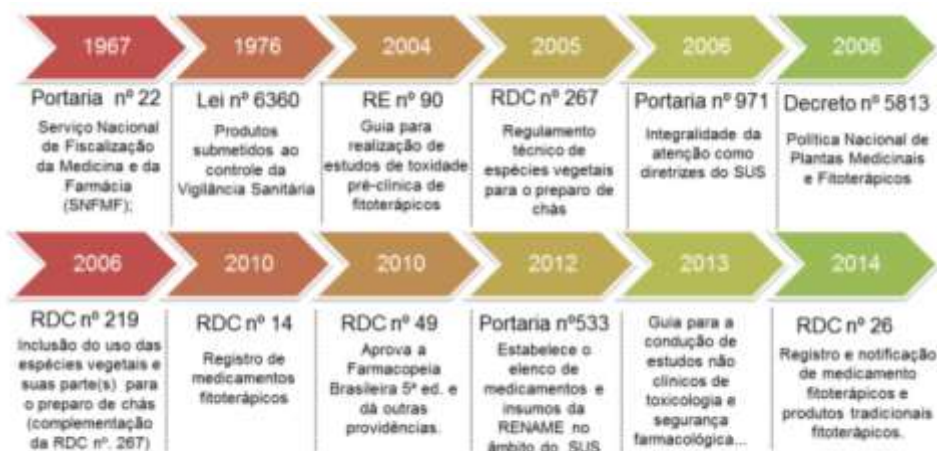 1967
Portaria nº 22
Serviço Nacional
de Fiscalização
da Medicina e da
Farmácia
(SNFMF);
1976
Lei nº 6360
Produtos
submetidos ao
controle da
Vigilância Sanitária
2004
RE nº 90
Guia para
realização de
estudos de toxidade
pré-clínica de
fitoterápicos
2005
RDC nº 267
Regulamento
técnico de
espécies vegetais
para o preparo de
chás
2006
Portaria nº 971
Integralidade da
atenção como
diretrizes do SUS
2006
Decreto nº 5813
Política Nacional de
Plantas Medicinais
e Fitoterápicos
2006
RDC nº 219
Inclusão do uso das
espécies vegetais e
suas parte(s) para
o preparo de chás
(complementação
da RDC nº. 267)
2010
RDC nº 14
Registro de
medicamentos
fitoterápicos
2010
RDC nº 49
Aprova a
Farmacopeia
Brasileira 5ª ed. e
dá outras
providências.
2012
Portaria nº533
Estabelece o
elenco de
medicamentos e
insumos da
RENAME no
âmbito do SUS
2013
Guia para a
condução de
estudos não
clínicos de
toxicologia e
segurança
farmacológica...
2014
RDC nº 26
Registro e notificação
de medicamento
fitoterápicos e
produtos tradicionais
fitoterápicos.